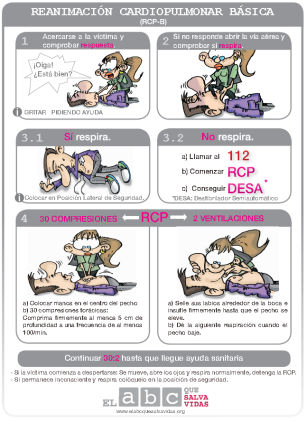 REANIMACIÓN CARDIOPULMONAR BÁSICA
(RCP-B)
1 Acercarse a la víctima y
comprobar respuesta.
¡Oiga!
¿Está bien?
i GRITAR PIDIENDO AYUDA
2 Si no responde abrir la vía aérea y
comprobar si respira.
3.1 Sí respira.
i Colocar en Posición Lateral de Seguridad.
3.2 No respira.
a) Llamar al 112
b) Comenzar RCP
c) Conseguir DESA *
*DESA: Desfibrilador Semiautomático
4 30 COMPRESIONES RCP 2 VENTILACIONES
a) Colocar manos en el centro del pecho
b) 30 compresiones torácicas:
Comprima firmemente al menos 5 cm de
profundidad a una frecuencia de al menos
100/min.
a) Selle sus labios alrededor de la boca e
insufle firmemente hasta que el pecho se
eleve.
b) Dé la siguiente respiración cuando el
pecho baje.
Continuar 30:2 hasta que llegue ayuda sanitaria
- Si la víctima comienza a despertarse: Se mueve, abre los ojos y respira normalmente, detenga la RCP.
- Si permanece inconsciente y respira colóquelo en la posición de seguridad.
EL abc QUE SALVA VIDAS
www.elabcquesalvavidas.org